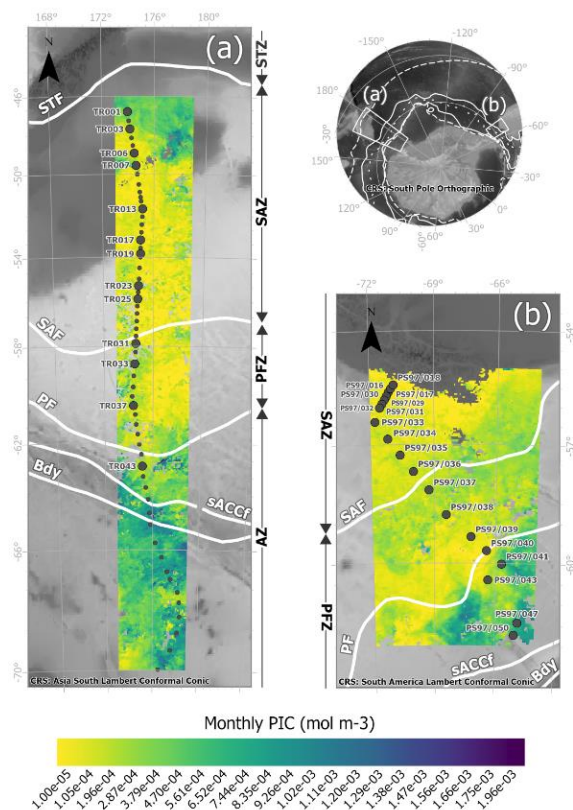 168° 172° 176° 180°
(a)
N
STZ
STF
-46°
TR001
TR003
TR006
TR007
-50°
TR013
SAZ
TR017
TR019
-54°
TR023
TR025
SAF
TR031
-58°
TR033
PFZ
PF
TR037
-62°
TR043
Bdy
sACCf
AZ
-66°
-70°
CRS: Asia South Lambert Conformal Conic
-150° -120°
180° -90°
(a) (b)
-30° -60°
150° -30°
CRS: South Pole Orthographic
120° 0°
90° 60° 30°
-72° -69° -66°
N
(b)
-54°
PS97/016 PS97/018
PS97/030 PS97/017
PS97/029
PS97/032 PS97/031
PS97/033
SAZ
PS97/034
PS97/035
-57°
PS97/036
SAF
PS97/037
PS97/038
PS97/039
PS97/040
PS97/041
-60°
PS97/043
PFZ
PS97/047
PS97/050
PF
sACCf
Bdy
CRS: South America Lambert Conformal Conic
Monthly PIC (mol m-3)
1.00e-05 1.05e-04 1.96e-04 2.87e-04 3.79e-04 4.70e-04 5.61e-04 6.52e-04 7.44e-04 8.35e-04 9.26e-04 1.02e-03 1.11e-03 1.20e-03 1.29e-03 1.38e-03 1.47e-03 1.56e-03 1.66e-03 1.75e-03 1.96e-03